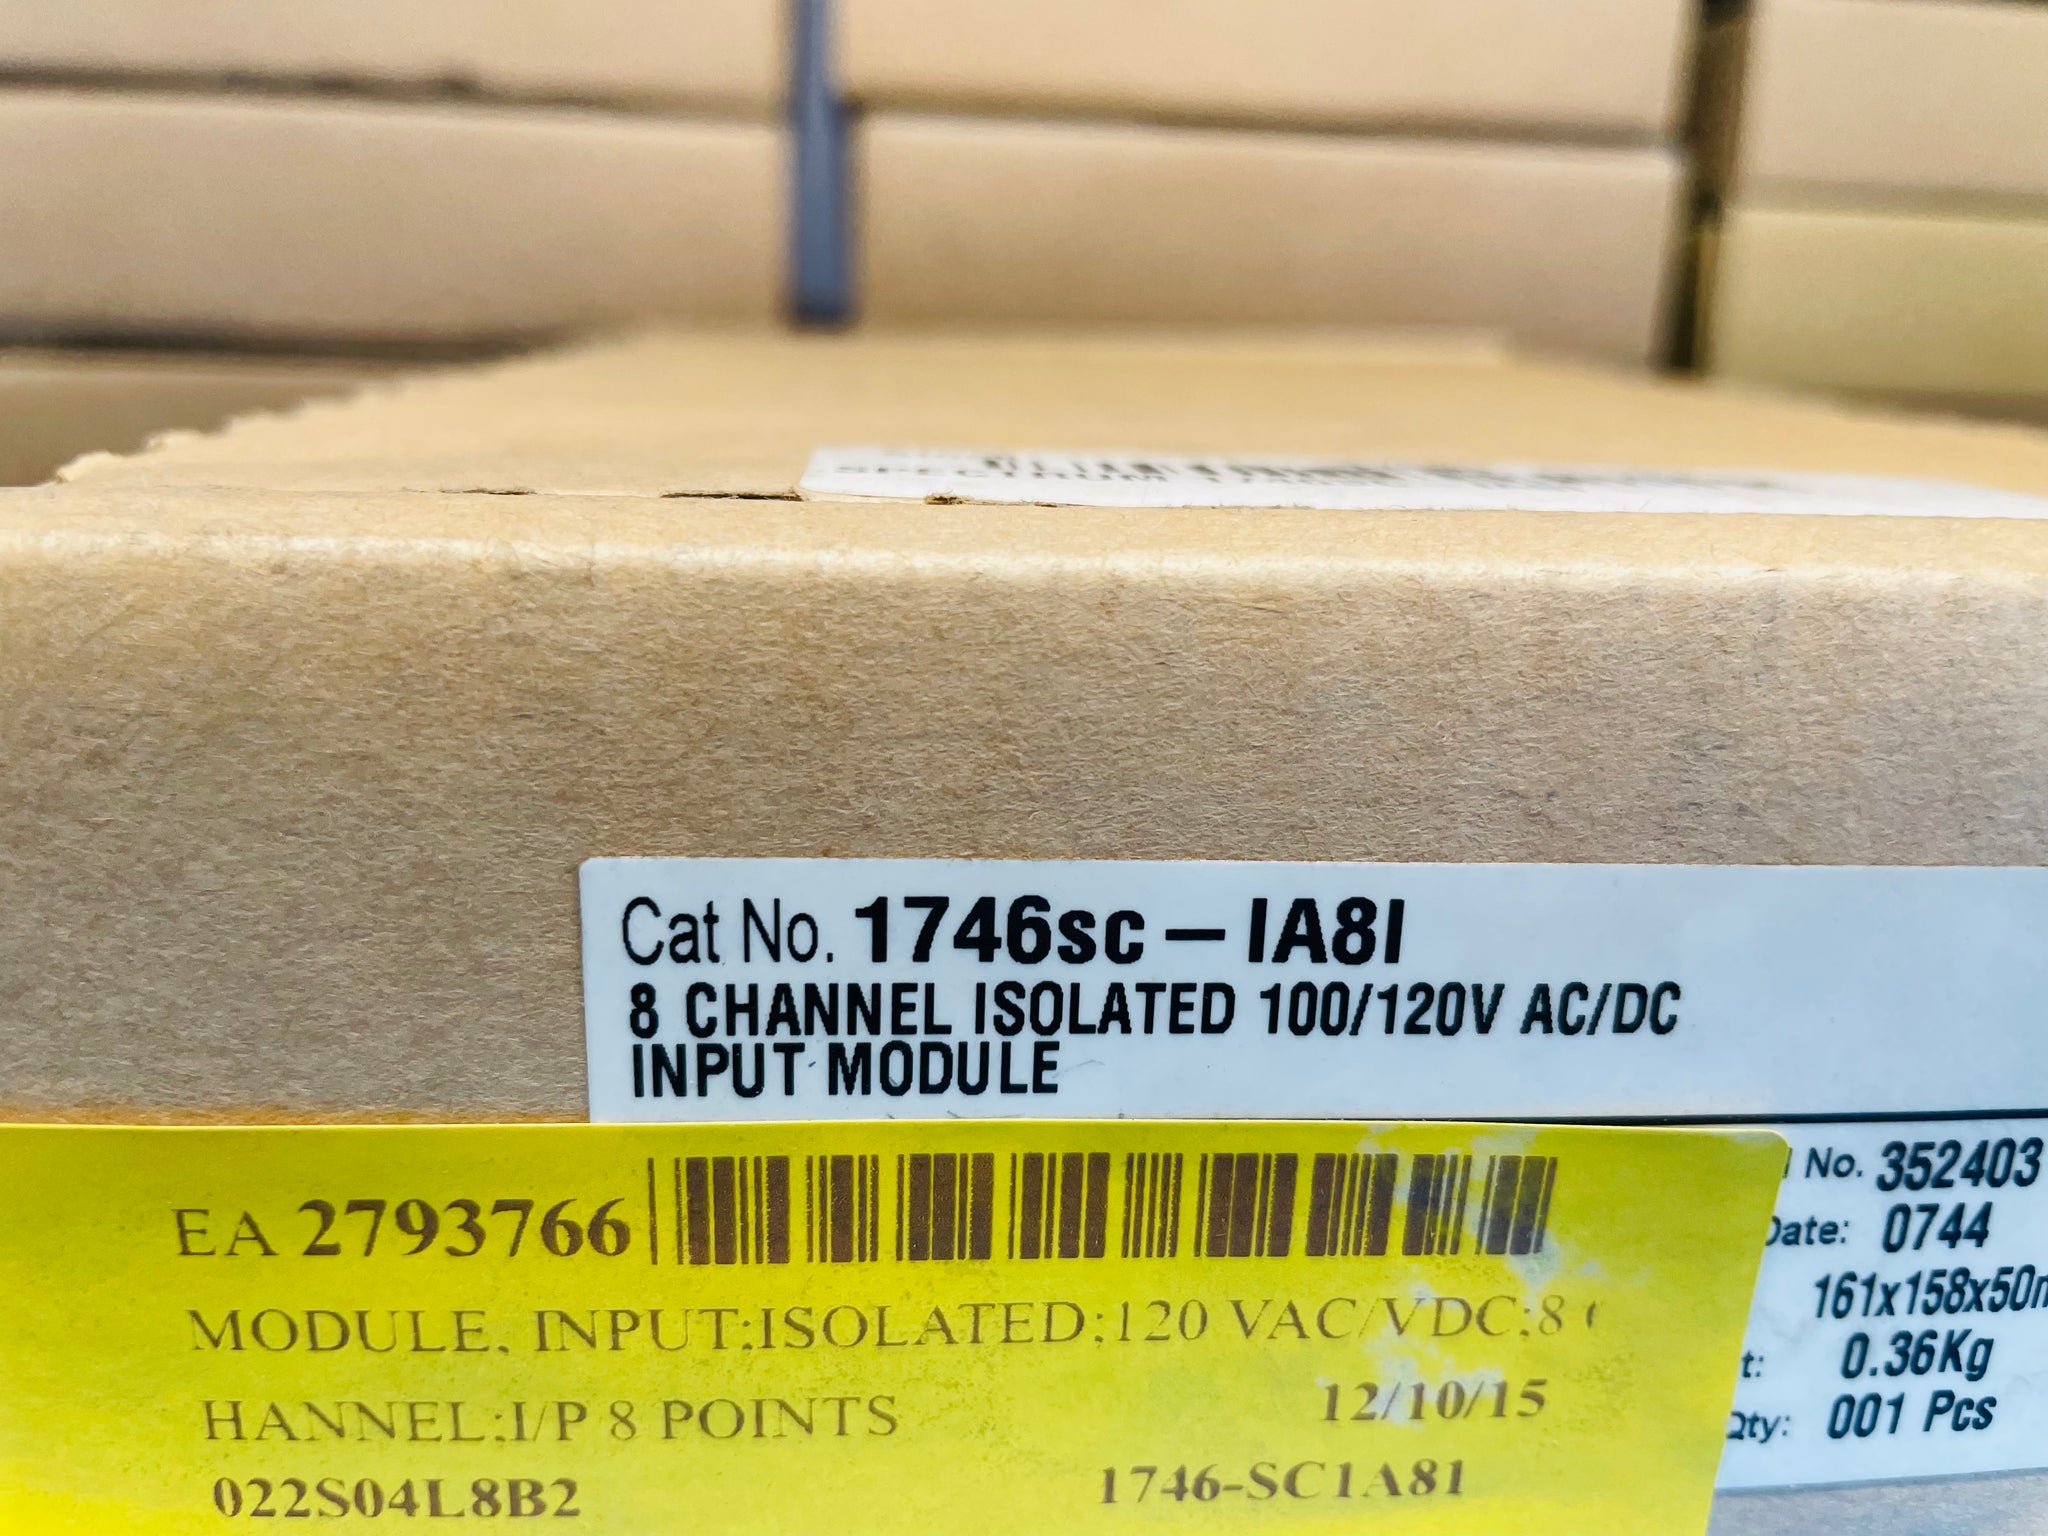 SPECTRUM
Cat No. 1746sc-IA8I
8 CHANNEL ISOLATED 100/120V AC/DC
INPUT MODULE
No. 352403
Date: 0744
161x158x50
0.36Kg
Qty: 001 Pcs
EA 2793766
MODULE, INPUT;ISOLATED;120 VAC/VDC;8
HANNEL;I/P 8 POINTS
12/10/15
022S04L8B2
1746-SC1A81